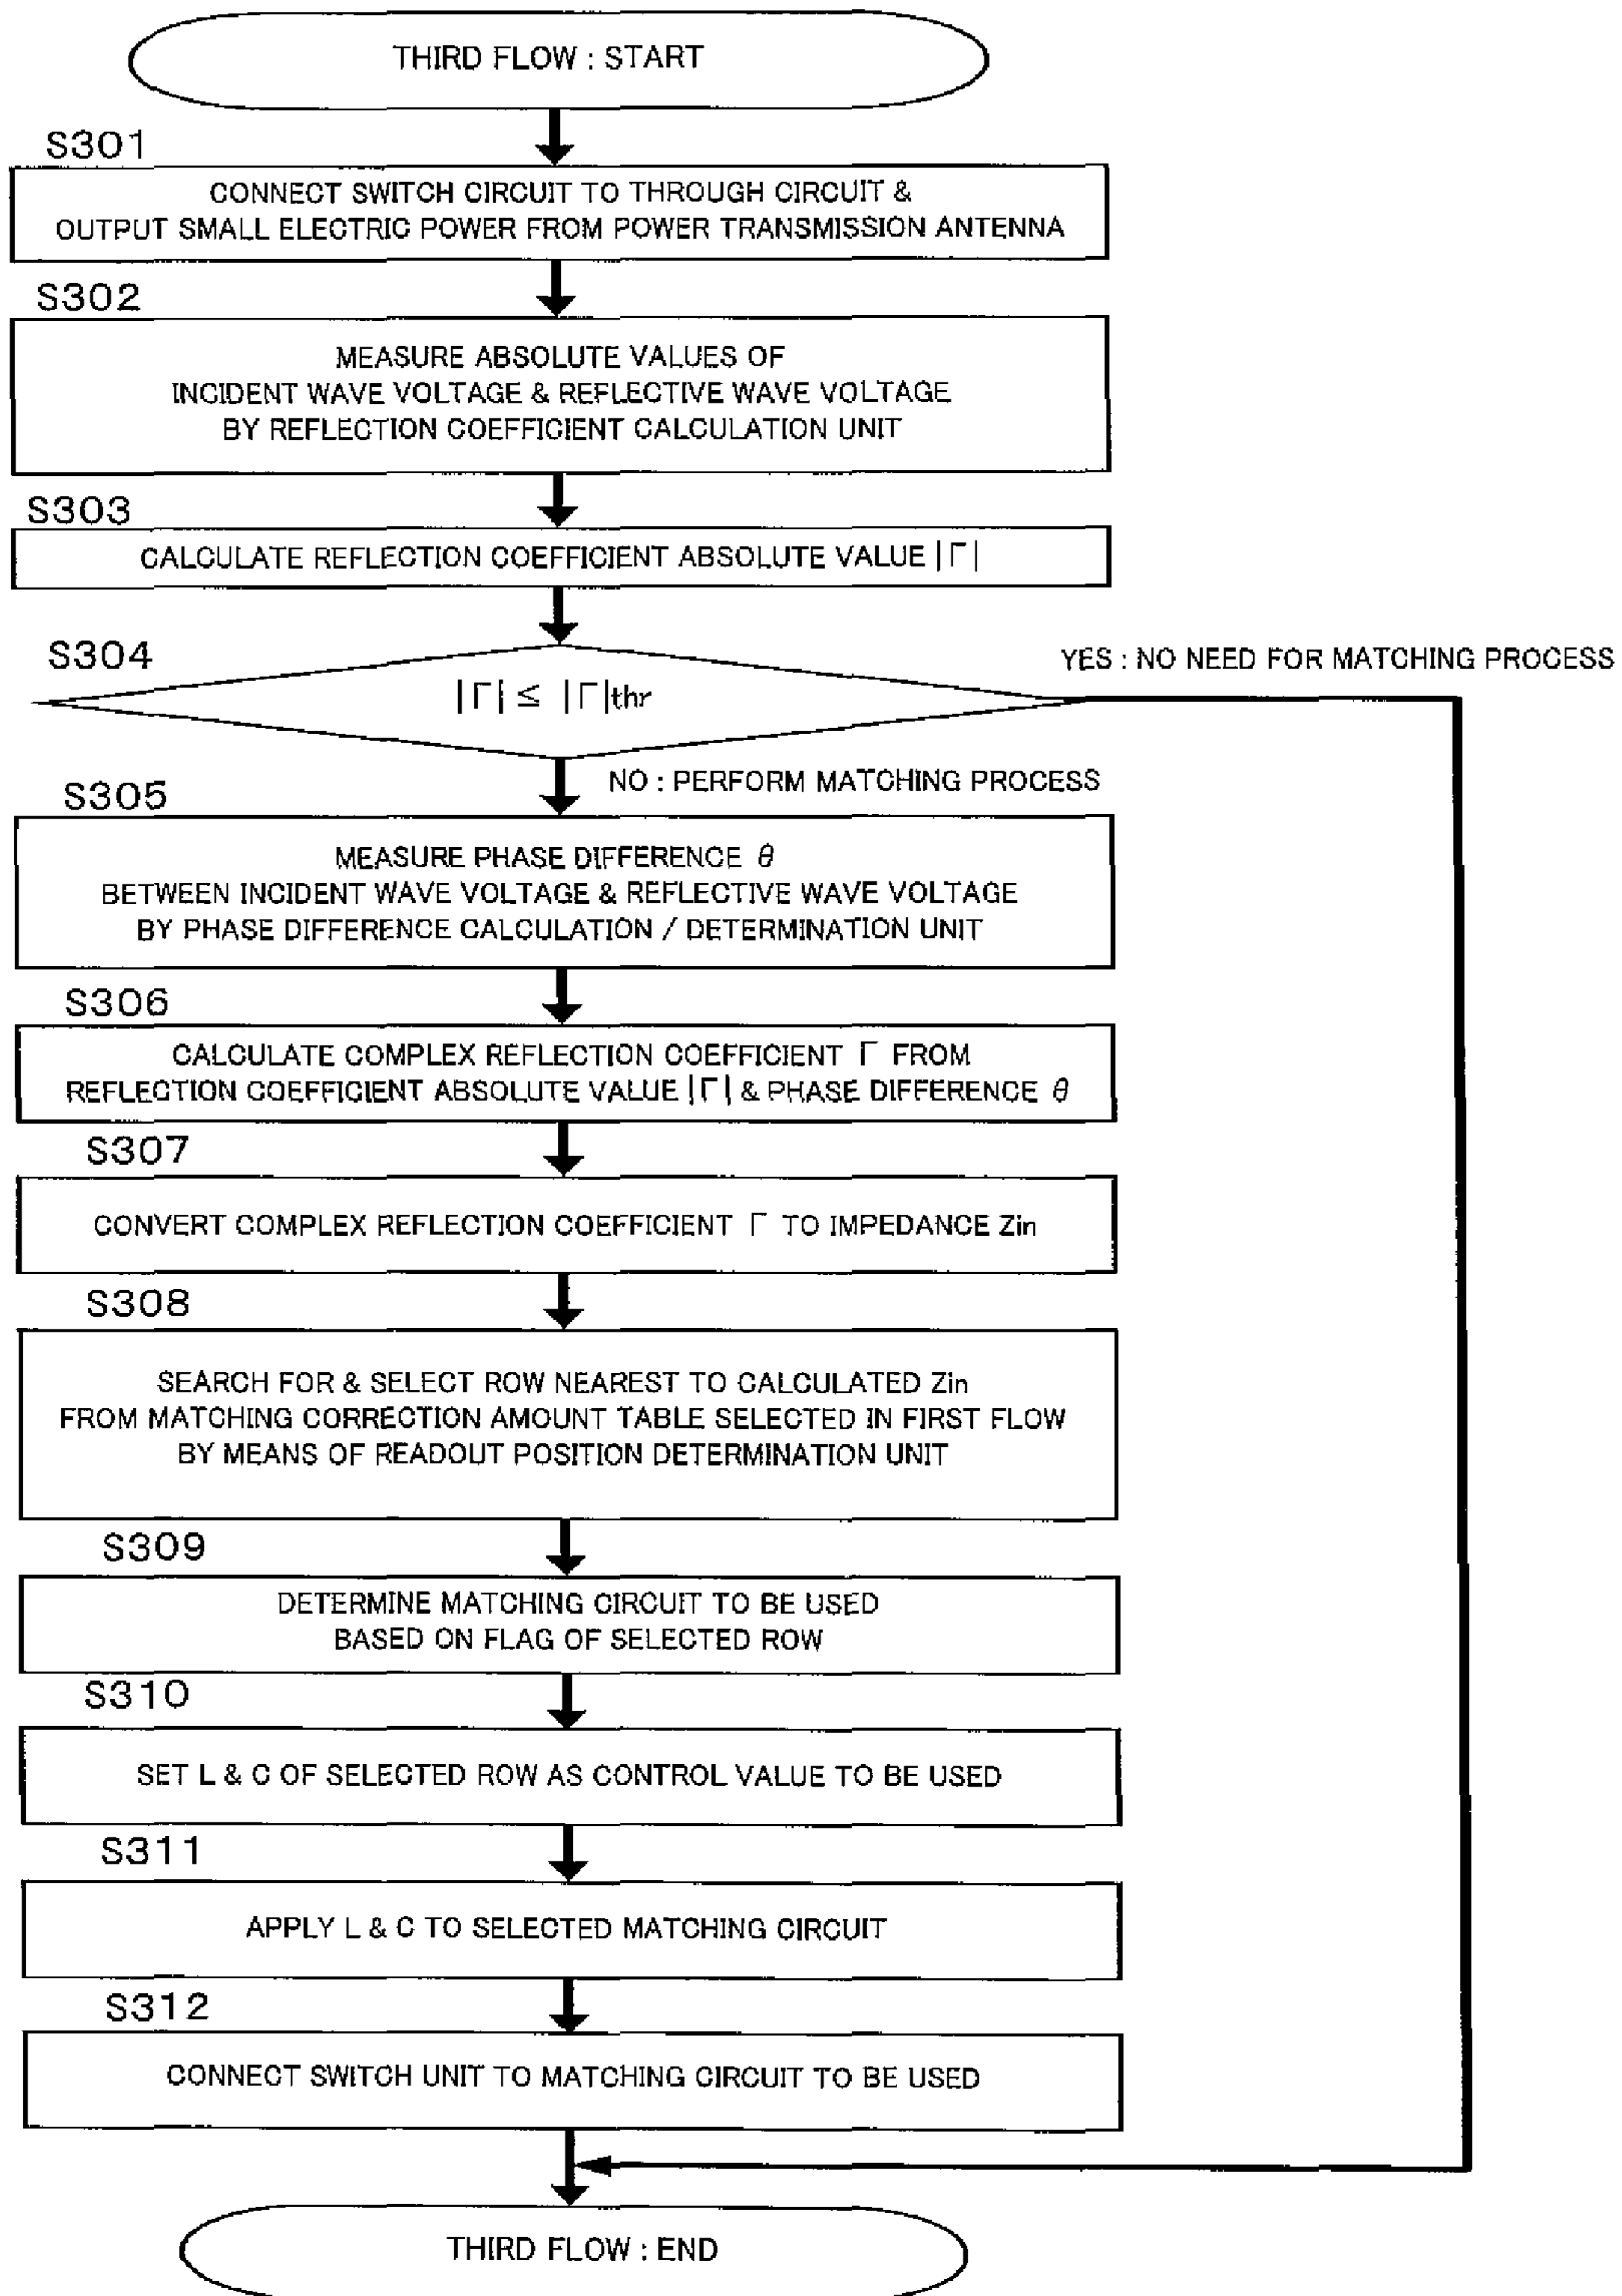 THIRD FLOW : START
S301
CONNECT SWITCH CIRCUIT TO THROUGH CIRCUIT &
OUTPUT SMALL ELECTRIC POWER FROM POWER TRANSMISSION ANTENNA
S302
MEASURE ABSOLUTE VALUES OF
INCIDENT WAVE VOLTAGE & REFLECTIVE WAVE VOLTAGE
BY REFLECTION COEFFICIENT CALCULATION UNIT
S303
CALCULATE REFLECTION COEFFICIENT ABSOLUTE VALUE |Γ|
S304
YES : NO NEED FOR MATCHING PROCESS
|Γ| ≤ |Γ|thr
NO : PERFORM MATCHING PROCESS
S305
MEASURE PHASE DIFFERENCE θ
BETWEEN INCIDENT WAVE VOLTAGE & REFLECTIVE WAVE VOLTAGE
BY PHASE DIFFERENCE CALCULATION / DETERMINATION UNIT
S306
CALCULATE COMPLEX REFLECTION COEFFICIENT Γ FROM
REFLECTION COEFFICIENT ABSOLUTE VALUE |Γ| & PHASE DIFFERENCE θ
S307
CONVERT COMPLEX REFLECTION COEFFICIENT Γ TO IMPEDANCE Zin
S308
SEARCH FOR & SELECT ROW NEAREST TO CALCULATED Zin
FROM MATCHING CORRECTION AMOUNT TABLE SELECTED IN FIRST FLOW
BY MEANS OF READOUT POSITION DETERMINATION UNIT
S309
DETERMINE MATCHING CIRCUIT TO BE USED
BASED ON FLAG OF SELECTED ROW
S310
SET L & C OF SELECTED ROW AS CONTROL VALUE TO BE USED
S311
APPLY L & C TO SELECTED MATCHING CIRCUIT
S312
CONNECT SWITCH UNIT TO MATCHING CIRCUIT TO BE USED
THIRD FLOW : END